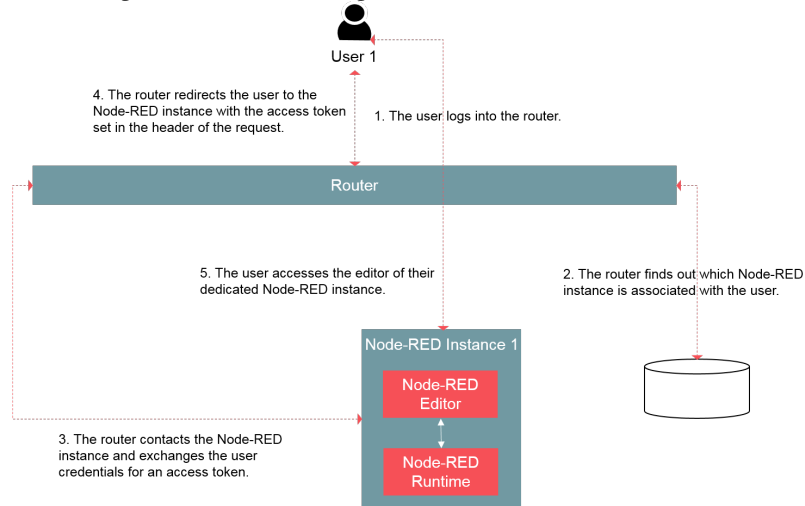 User 1
4. The router redirects the user to the
Node-RED instance with the access token
set in the header of the request.
1. The user logs into the router.
Router
5. The user accesses the editor of their
dedicated Node-RED instance.
2. The router finds out which Node-RED
instance is associated with the user.
Node-RED Instance 1
Node-RED
Editor
3. The router contacts the Node-RED
instance and exchanges the user
credentials for an access token.
Node-RED
Runtime